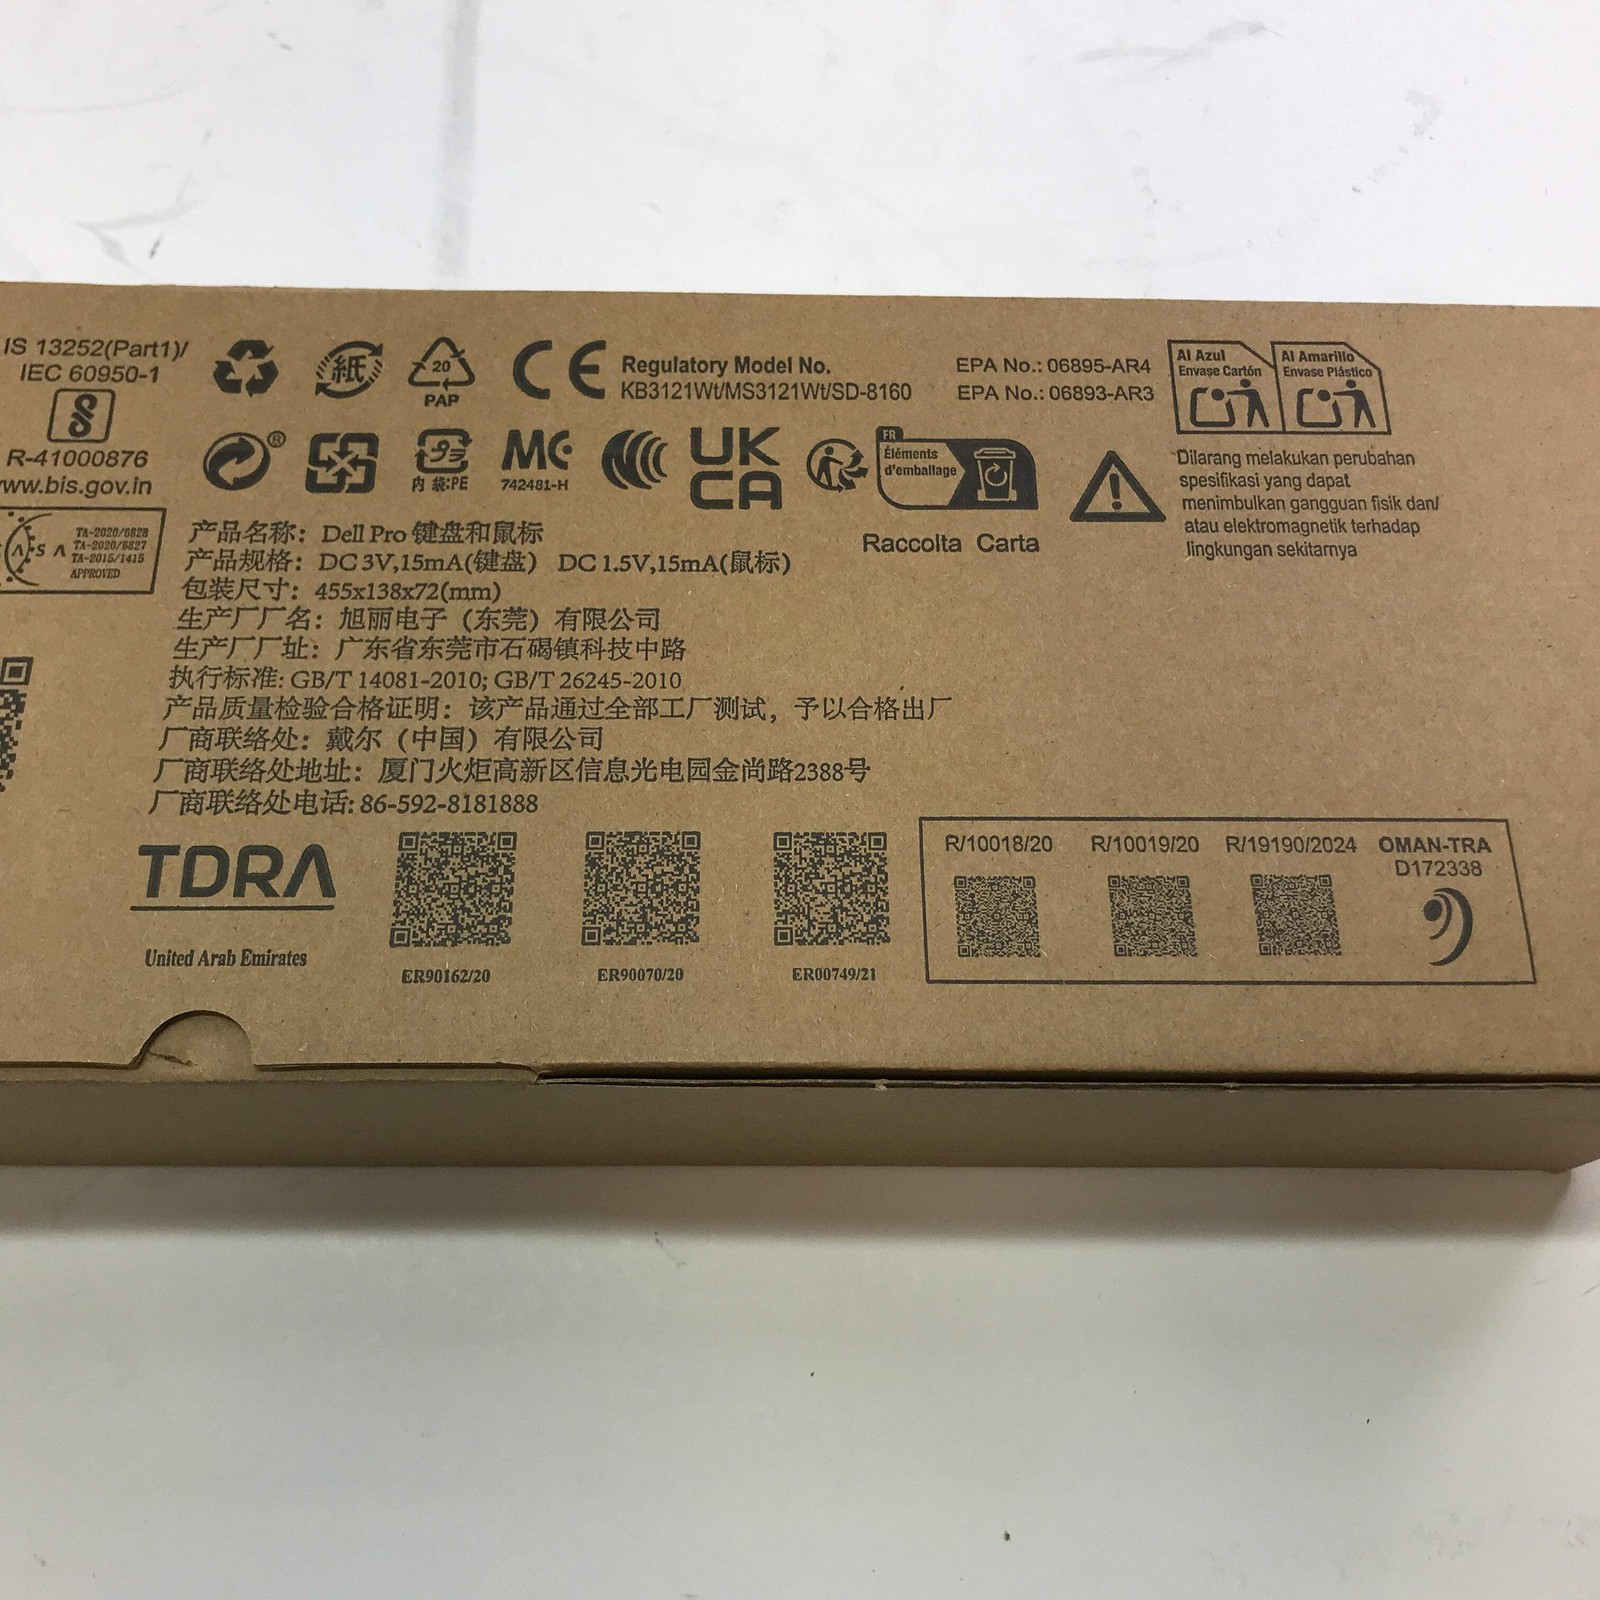 IS 13252(Part1)/
IEC 60950-1
R-41000876
www.bis.gov.in
TA-2020/6828
TA-2020/6827
TA-2015/1415
APPROVED
紙
20
PAP
CE
Regulatory Model No.
KB3121Wt/MS3121Wt/SD-8160
EPA No.: 06895-AR4
EPA No.: 06893-AR3
Al Azul
Envase Cartón
Al Amarillo
Envase Plástico
®
内 袋:PE
742481-H
UK
CA
FR
Éléments
d'emballage
Raccolta Carta
Dilarang melakukan perubahan
spesifikasi yang dapat
menimbulkan gangguan fisik dan/
atau elektromagnetik terhadap
lingkungan sekitarnya
产品名称：Dell Pro 键盘和鼠标
产品规格：DC 3V,15mA(键盘） DC 1.5V,15mA(鼠标）
包装尺寸：455x138x72(mm)
生产厂厂名：旭丽电子（东莞）有限公司
生产厂厂址：广东省东莞市石碣镇科技中路
执行标准: GB/T 14081-2010; GB/T 26245-2010
产品质量检验合格证明：该产品通过全部工厂测试，予以合格出厂
厂商联络处：戴尔（中国）有限公司
厂商联络处地址：厦门火炬高新区信息光电园金尚路2388号
厂商联络处电话: 86-592-8181888
TDRA
United Arab Emirates
ER90162/20
ER90070/20
ER00749/21
R/10018/20
R/10019/20
R/19190/2024
OMAN-TRA
D172338